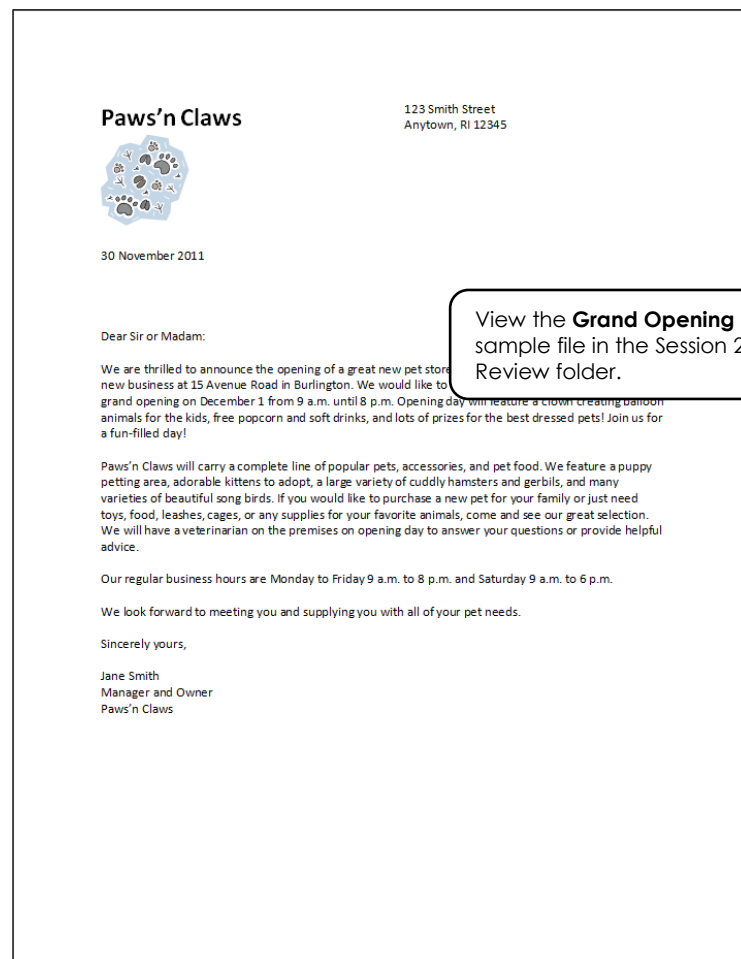 Paws'n Claws
123 Smith Street
Anytown, RI 12345
30 November 2011
View the Grand Opening
sample file in the Session 2
Review folder.
Dear Sir or Madam:
We are thrilled to announce the opening of a great new pet store
new business at 15 Avenue Road in Burlington. We would like to
grand opening on December 1 from 9 a.m. until 8 p.m. Opening day will feature a clown creating balloon
animals for the kids, free popcorn and soft drinks, and lots of prizes for the best dressed pets! Join us for
a fun-filled day!
Paws'n Claws will carry a complete line of popular pets, accessories, and pet food. We feature a puppy
petting area, adorable kittens to adopt, a large variety of cuddly hamsters and gerbils, and many
varieties of beautiful song birds. If you would like to purchase a new pet for your family or just need
toys, food, leashes, cages, or any supplies for your favorite animals, come and see our great selection.
We will have a veterinarian on the premises on opening day to answer your questions or provide helpful
advice.
Our regular business hours are Monday to Friday 9 a.m. to 8 p.m. and Saturday 9 a.m. to 6 p.m.
We look forward to meeting you and supplying you with all of your pet needs.
Sincerely yours,
Jane Smith
Manager and Owner
Paws'n Claws